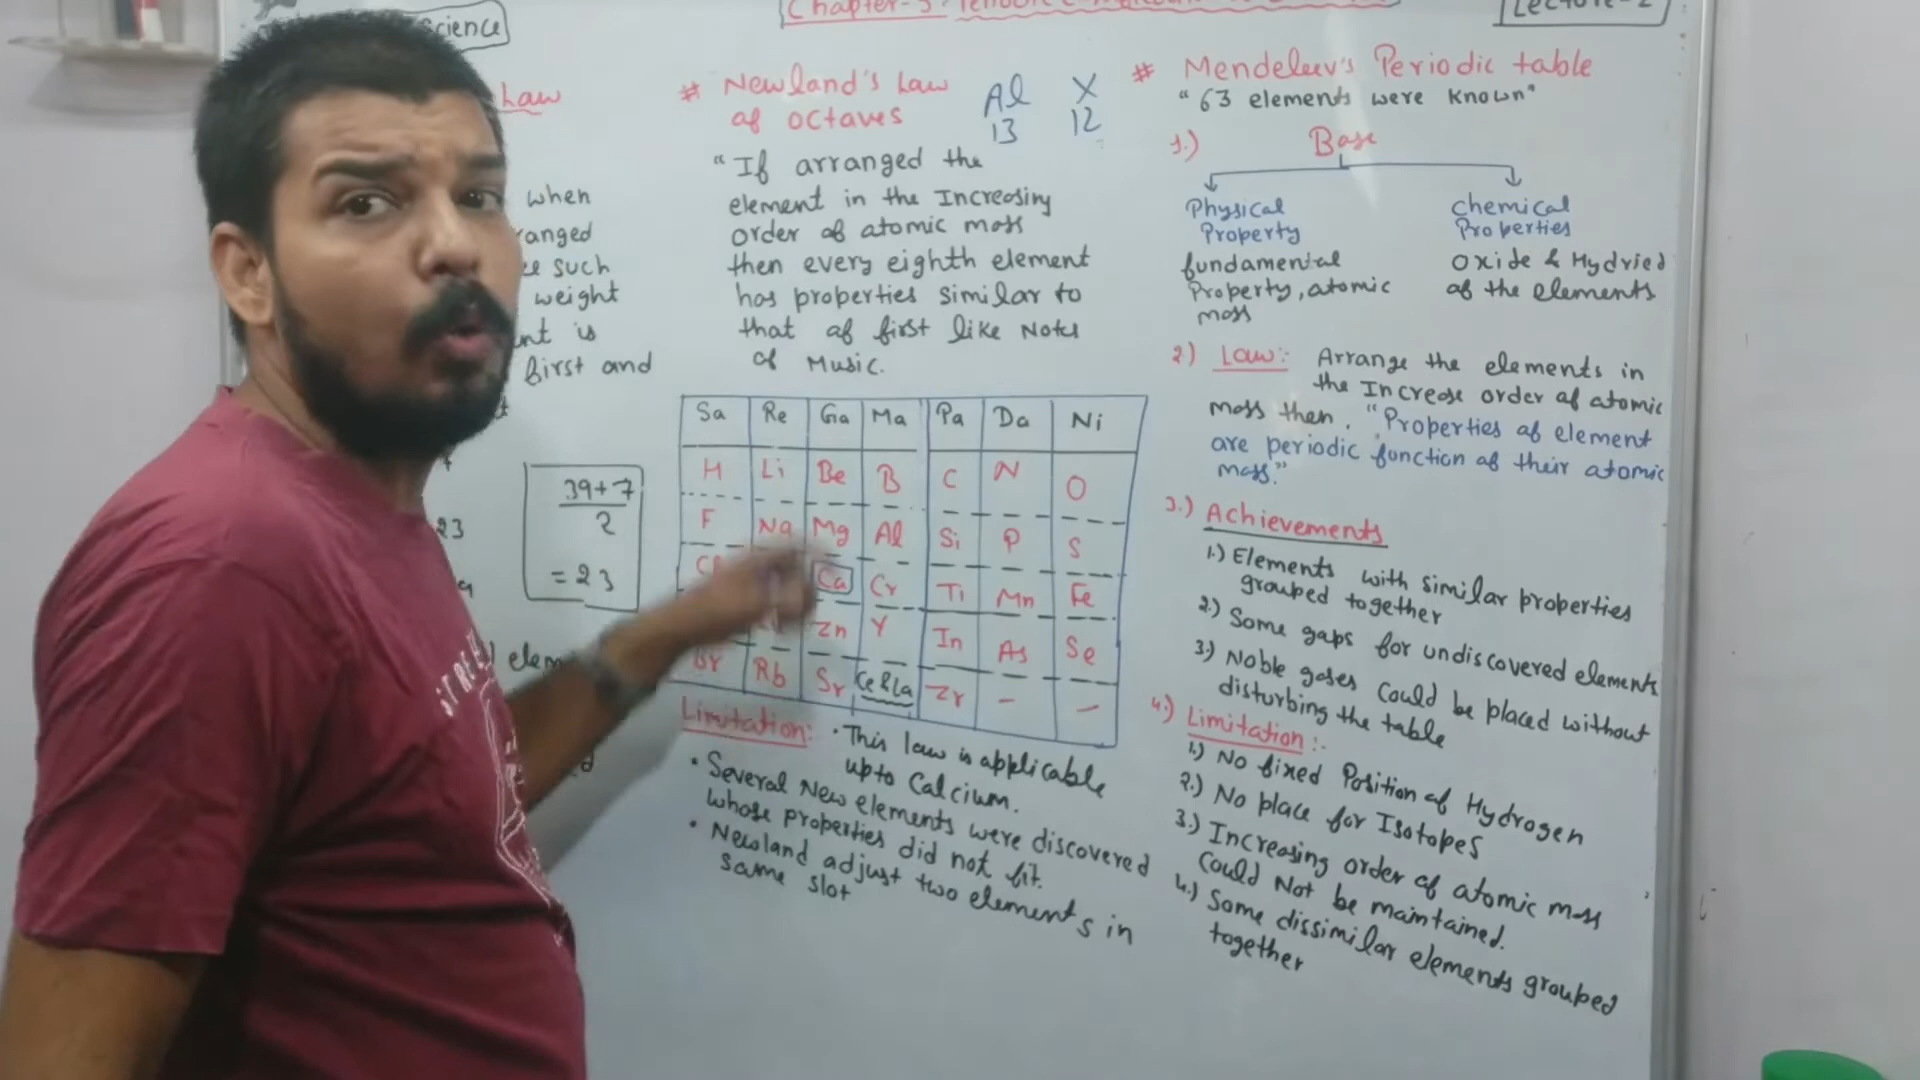 Science
Lecture-2
Law
when
anged
such
weight
is
first and
23
39+7
2
=23
# Newland's Law
of octaves
Al X
13 12
"If arranged the
element in the Increasing
order of atomic mass
then every eighth element
has properties similar to
that of first like Notes
of Music.
Sa Re Ga Ma Pa Da Ni
H Li Be B C N O
F Na Mg Al Si P S
Ca Cr Ti Mn Fe
Zn Y In As Se
Br Rb Sr Ce & La Zr - -
Limitation: • This law is applicable
upto Calcium.
• Several New elements were discovered
whose properties did not fit.
• Newland adjust two elements in
same slot
# Mendeleev's Periodic table
"63 elements were known"
1.) Base
Physical
Property
fundamental
Property, atomic
mass
Chemical
Properties
Oxide & Hydried
of the elements
2) Law:- Arrange the elements in
the Increase order of atomic
mass then. "Properties of element
are periodic function of their atomic
mass."
3.) Achievements
1.) Elements with similar properties
grouped together
2.) Some gaps for undiscovered elements
3.) Noble gases could be placed without
disturbing the table
4.) Limitation:-
1.) No fixed Position of Hydrogen
2.) No place for Isotopes
3.) Increasing order of atomic mass
Could Not be maintained.
4.) Some dissimilar elements grouped
together